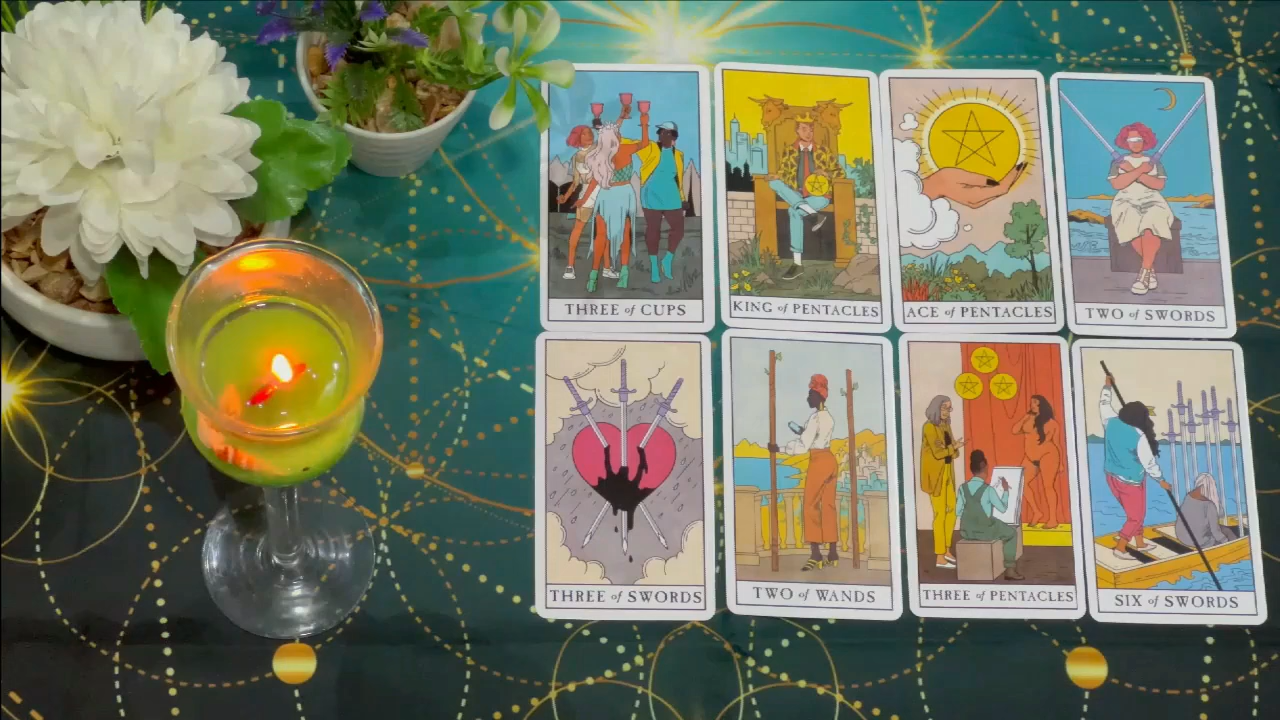 THREE of CUPS
KING of PENTACLES
ACE of PENTACLES
TWO of SWORDS
THREE of SWORDS
TWO of WANDS
THREE of PENTACLES
SIX of SWORDS